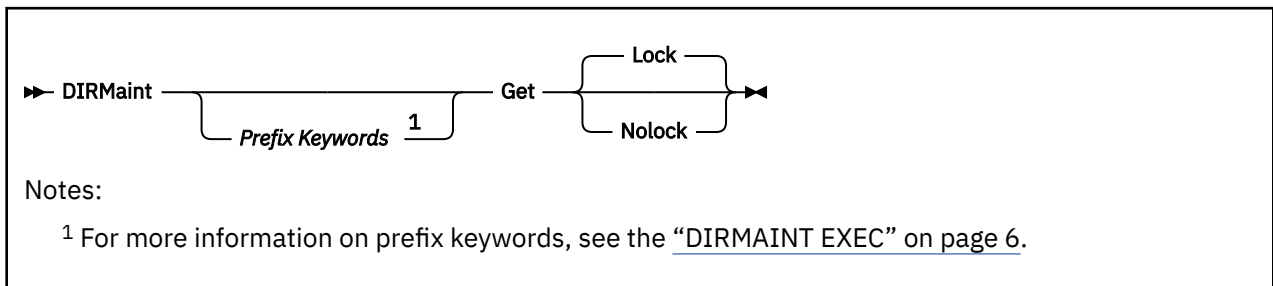 Lock
DIRMaint Get
Prefix Keywords 1
Nolock
Notes:
1 For more information on prefix keywords, see the “DIRMAINT EXEC” on page 6.